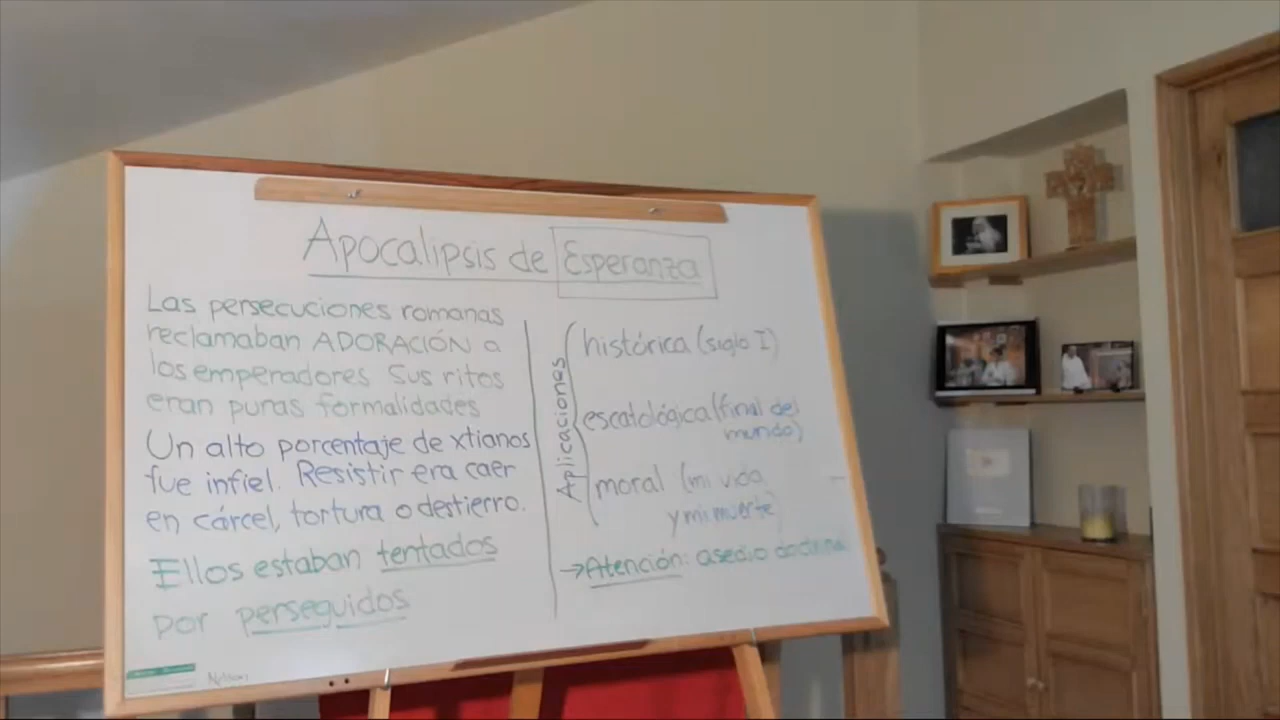 Apocalipsis de Esperanza
Las persecuciones romanas
reclamaban ADORACIÓN a
los emperadores. Sus ritos
eran puras formalidades
Un alto porcentaje de xtianos
fue infiel. Resistir era caer
en cárcel, tortura o destierro.
Ellos estaban tentados
por perseguidos
Aplicaciones
histórica (siglo I)
escatológica (final del
mundo)
moral (mi vida
y mi muerte)
→Atención: asedio doctrinal